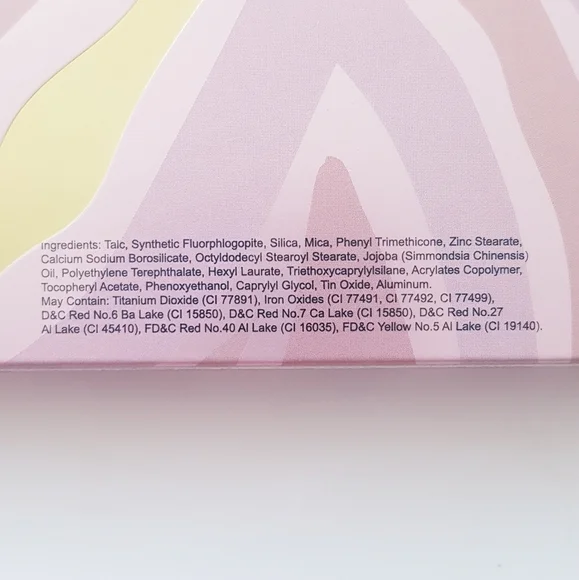 Ingredients: Talc, Synthetic Fluorphlogopite, Silica, Mica, Phenyl Trimethicone, Zinc Stearate,
Calcium Sodium Borosilicate, Octyldodecyl Stearoyl Stearate, Jojoba (Simmondsia Chinensis)
Oil, Polyethylene Terephthalate, Hexyl Laurate, Triethoxycaprylylsilane, Acrylates Copolymer,
Tocopheryl Acetate, Phenoxyethanol, Caprylyl Glycol, Tin Oxide, Aluminum.
May Contain: Titanium Dioxide (CI 77891), Iron Oxides (CI 77491, CI 77492, CI 77499),
D&C Red No.6 Ba Lake (CI 15850), D&C Red No.7 Ca Lake (CI 15850), D&C Red No.27
Al Lake (CI 45410), FD&C Red No.40 Al Lake (CI 16035), FD&C Yellow No.5 Al Lake (CI 19140).